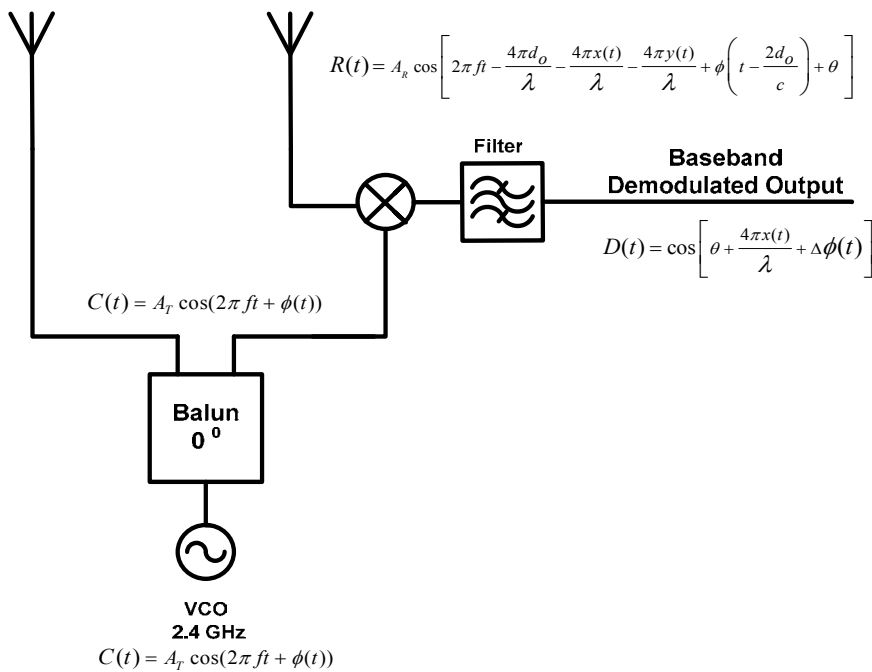 R(t) = A_R cos[2πft − 4πd_o/λ − 4πx(t)/λ − 4πy(t)/λ + ϕ(t − 2d_o/c) + θ]
Filter
Baseband
Demodulated Output
D(t) = cos[θ + 4πx(t)/λ + Δϕ(t)]
C(t) = A_T cos(2πft + ϕ(t))
Balun
0⁰
VCO
2.4 GHz
C(t) = A_T cos(2πft + ϕ(t))